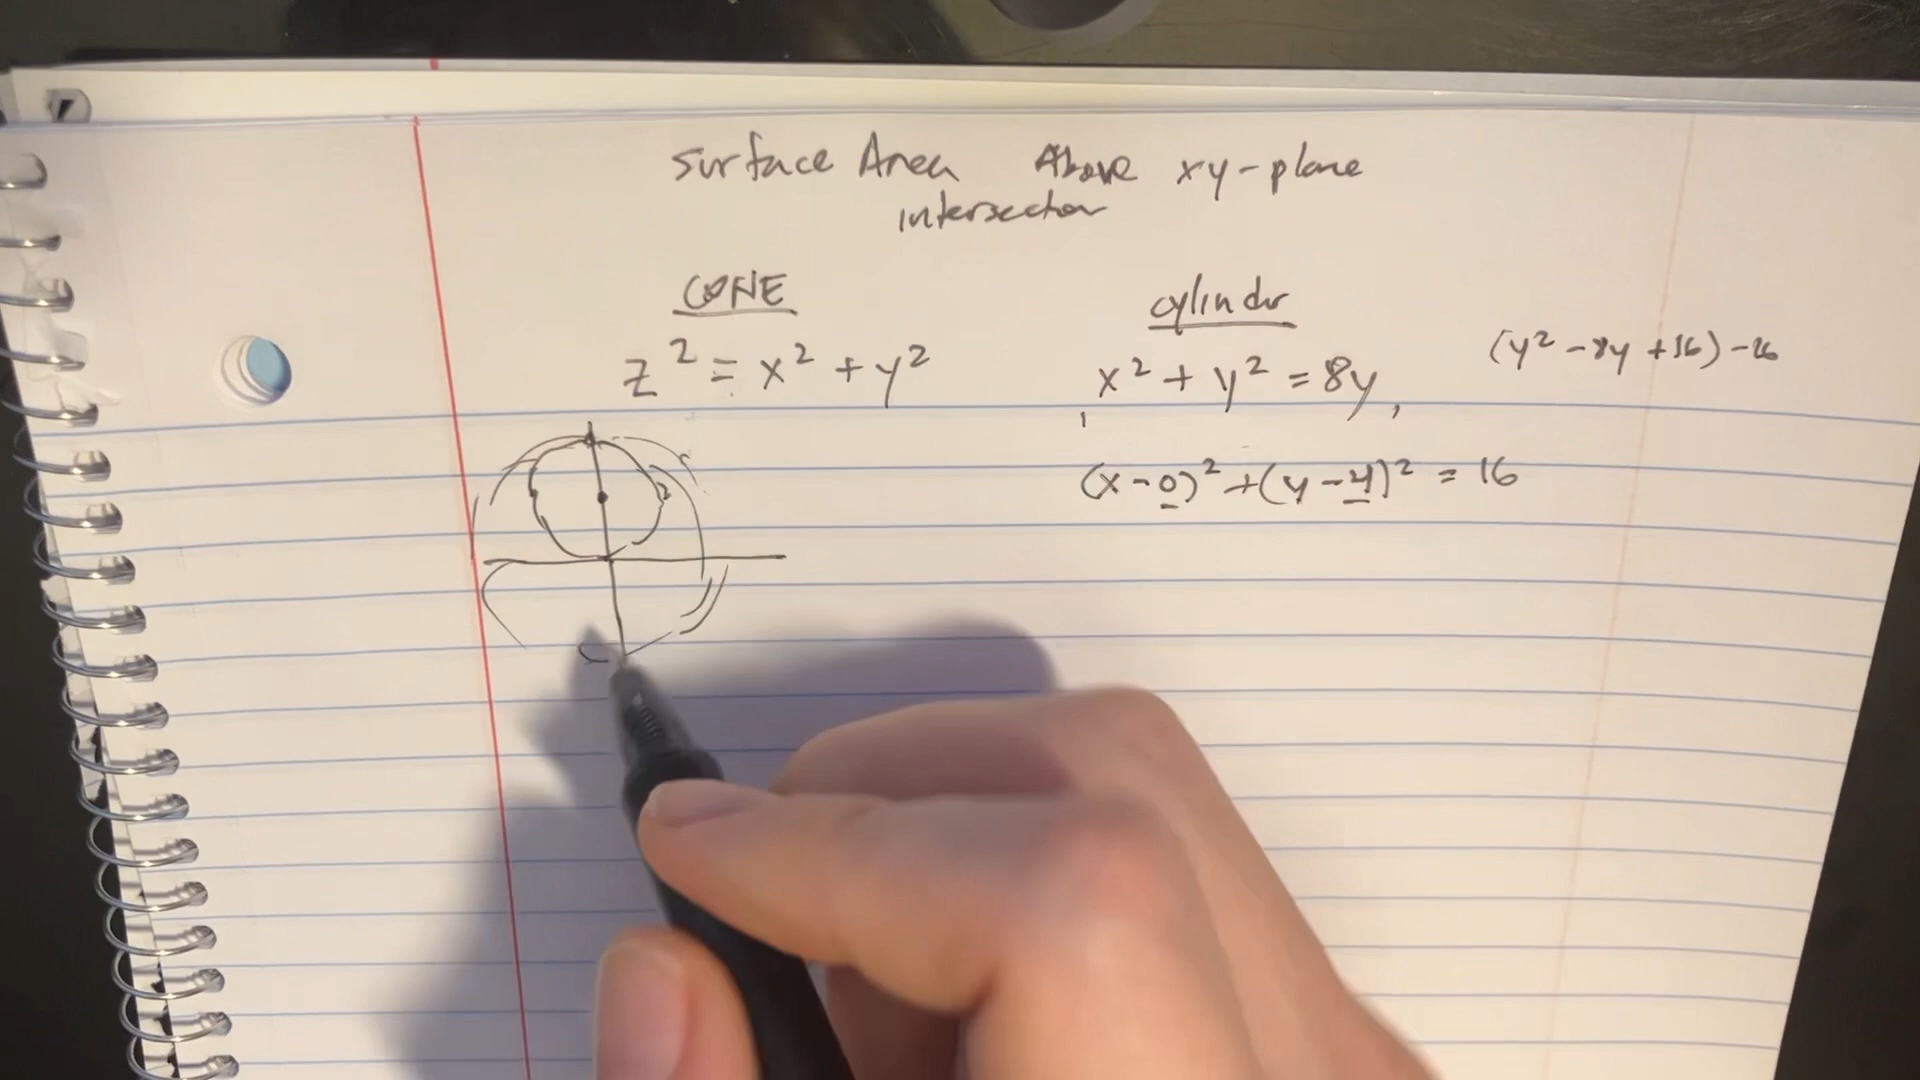 Surface Area Above xy-plane
intersection
CONE
cylinder
z² = x² + y²
x² + y² = 8y,
(y² - 8y + 16) - 16
(x - 0)² + (y - 4)² = 16